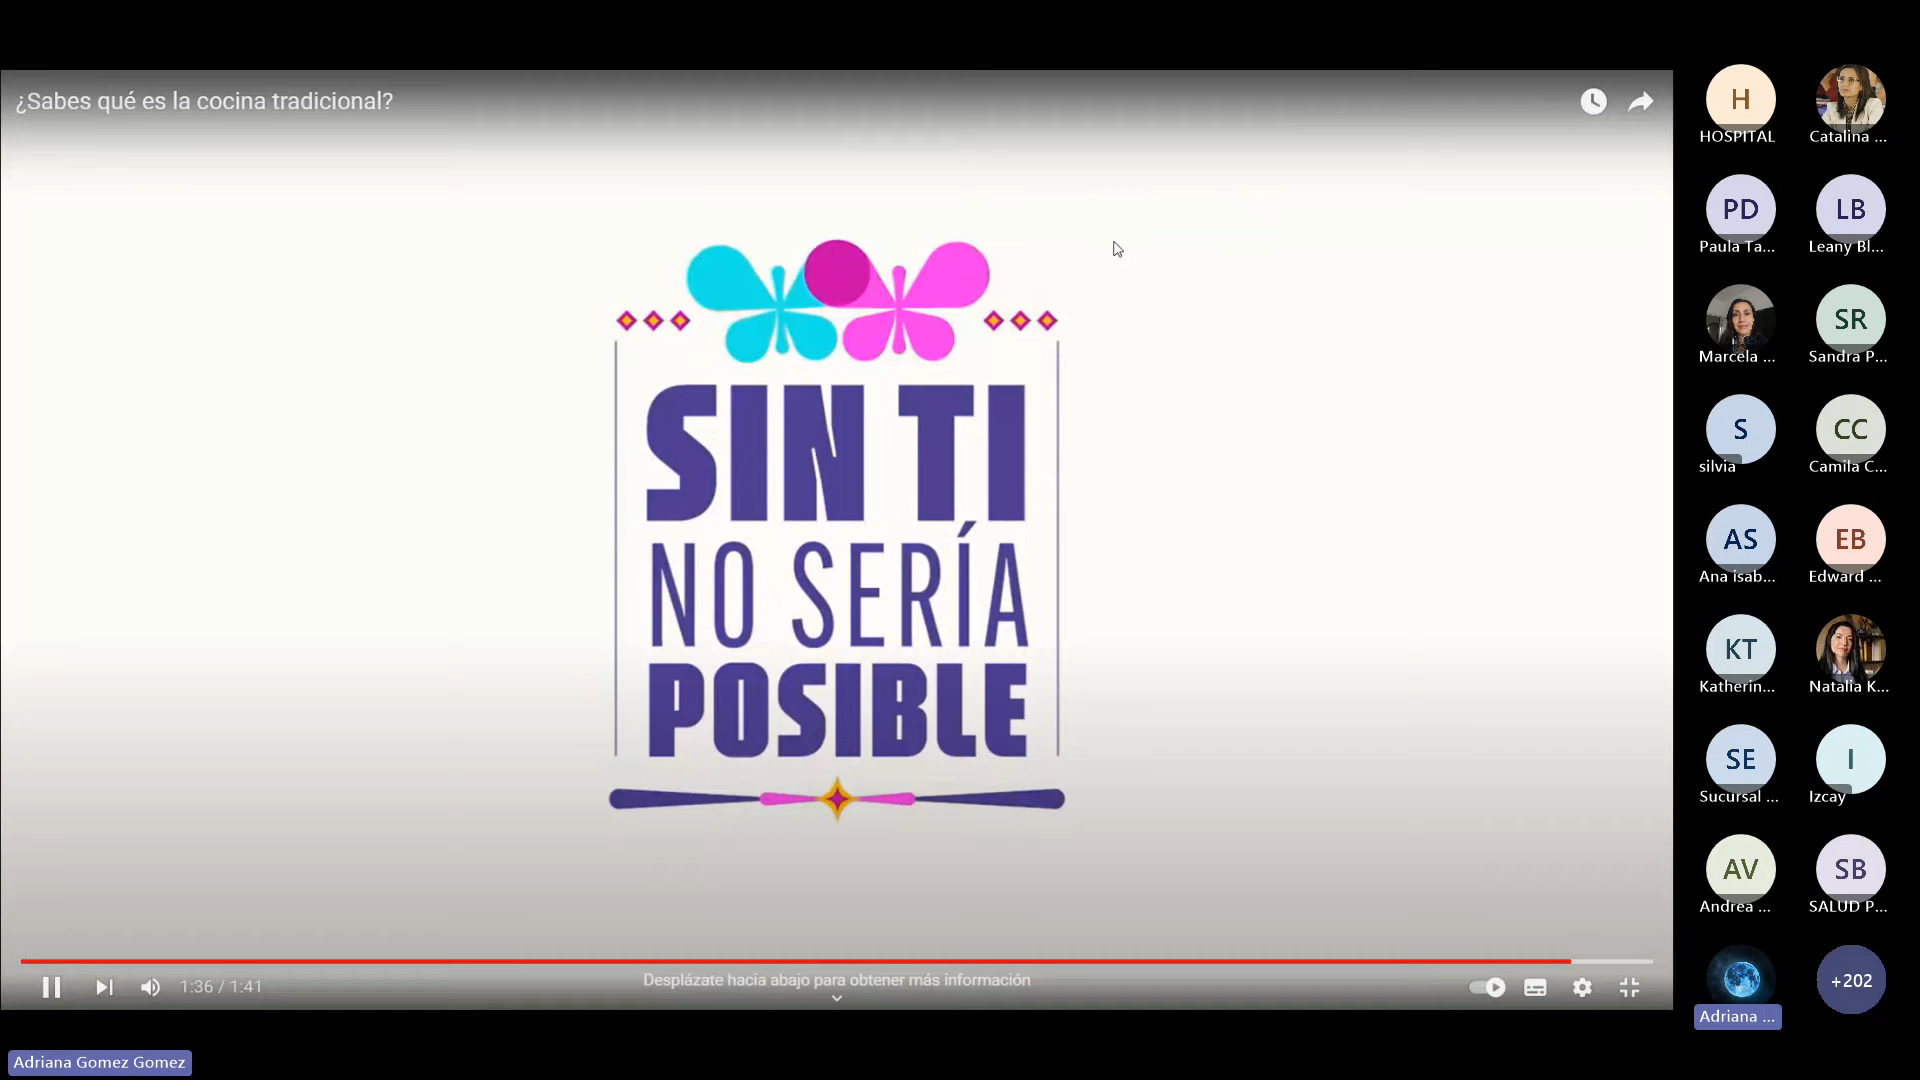 ¿Sabes qué es la cocina tradicional?
SIN TI
NO SERÍA
POSIBLE
1:36 / 1:41
Desplázate hacia abajo para obtener más información
Adriana Gomez Gomez
H
HOSPITAL
Catalina ...
PD
Paula Ta...
LB
Leany Bl...
Marcela ...
SR
Sandra P...
S
silvia
CC
Camila C...
AS
Ana isab...
EB
Edward ...
KT
Katherin...
Natalia K...
SE
Sucursal ...
I
Izcay
AV
Andrea ...
SB
SALUD P...
Adriana ...
+202